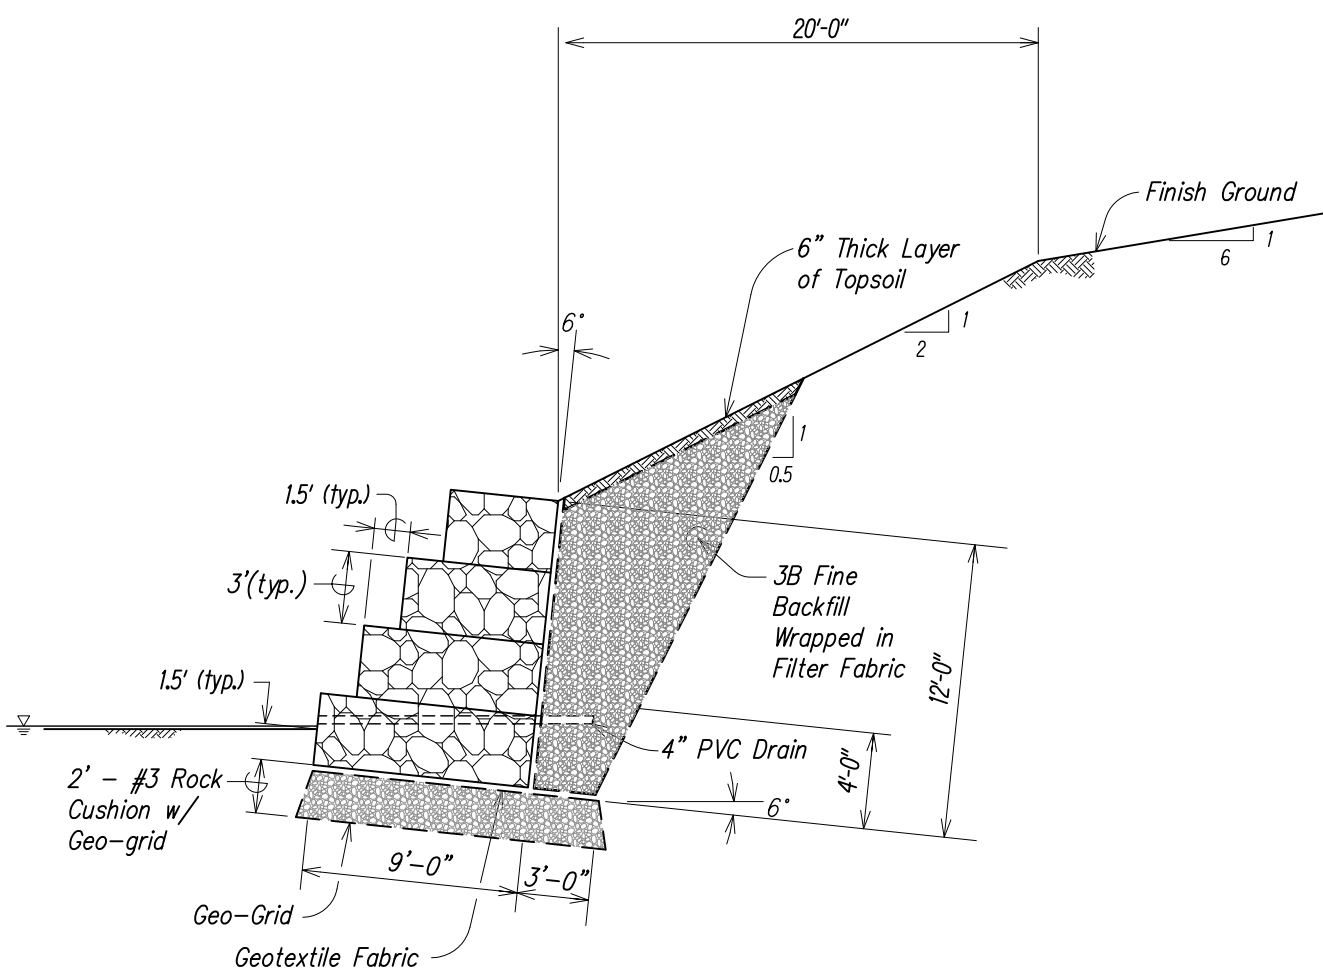 20'-0"
Finish Ground
1
6
6" Thick Layer
of Topsoil
1
2
6°
1
0.5
1.5' (typ.)
3'(typ.)
3B Fine
Backfill
Wrapped in
Filter Fabric
12'-0"
1.5' (typ.)
4" PVC Drain
4'-0"
2' - #3 Rock
Cushion w/
Geo-grid
6°
9'-0"
3'-0"
Geo-Grid
Geotextile Fabric